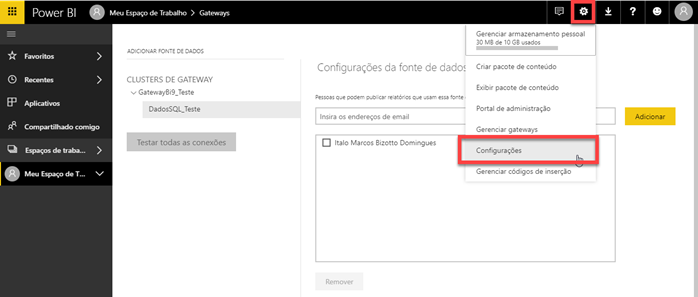 Power BI
Meu Espaço de Trabalho > Gateways
Favoritos
Recentes
Aplicativos
Compartilhado comigo
Espaços de traba...
Meu Espaço de T...
ADICIONAR FONTE DE DADOS
CLUSTERS DE GATEWAY
GatewayBi9_Teste
DadosSQL_Teste
Testar todas as conexões
Configurações da fonte de dados
Pessoas que podem publicar relatórios que usam essa fonte
Insira os endereços de email
Adicionar
Italo Marcos Bizotto Domingues
Remover
Gerenciar armazenamento pessoal
30 MB de 10 GB usados
Criar pacote de conteúdo
Exibir pacote de conteúdo
Portal de administração
Gerenciar gateways
Configurações
Gerenciar códigos de inserção